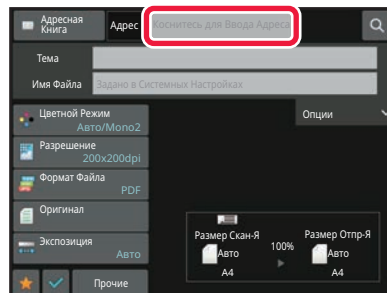 Адресная
Книга
Адрес
Коснитесь для Ввода Адреса
Тема
Имя Файла
Задано в Системных Настройках
Цветной Режим
Авто/Mono2
Опции
Разрешение
200x200dpi
Формат Файла
PDF
Оригинал
Экспозиция
Авто
Прочие
Размер Скан-Я
Авто
A4
100%
Размер Отпр-Я
Авто
A4